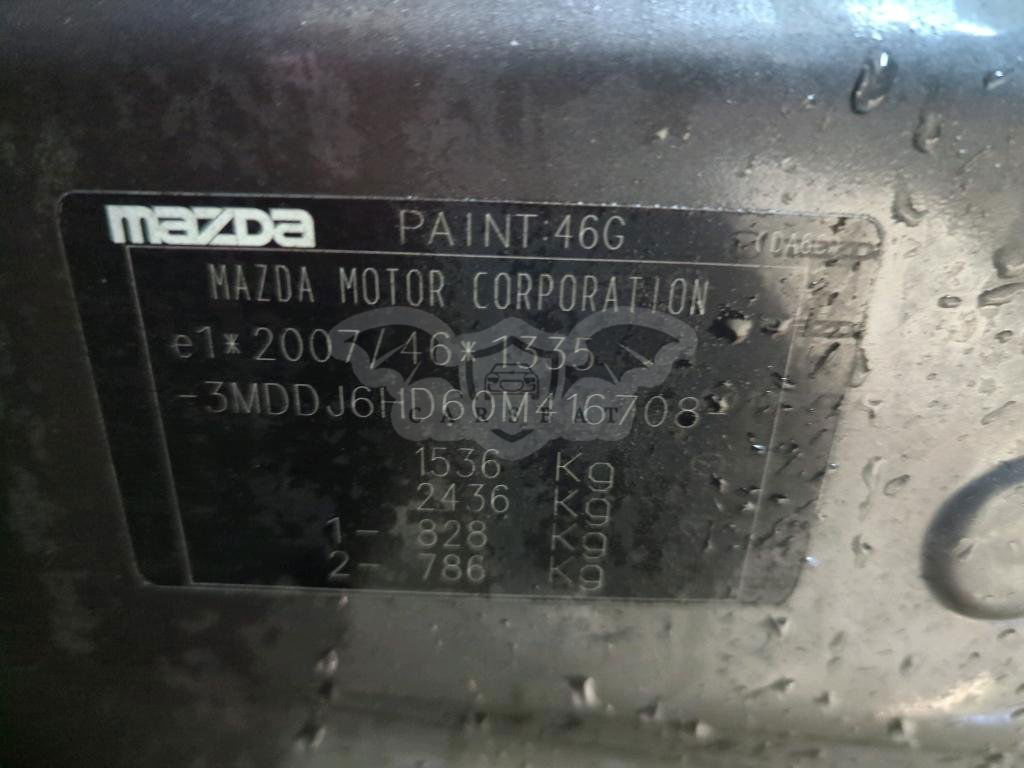 mazda PAINT:46G
MAZDA MOTOR CORPORATION
e1*2007/46*1335
-3MDDJ6HD60M416708-
CARSTAT
1536 Kg
2436 Kg
1- 828 Kg
2- 786 Kg